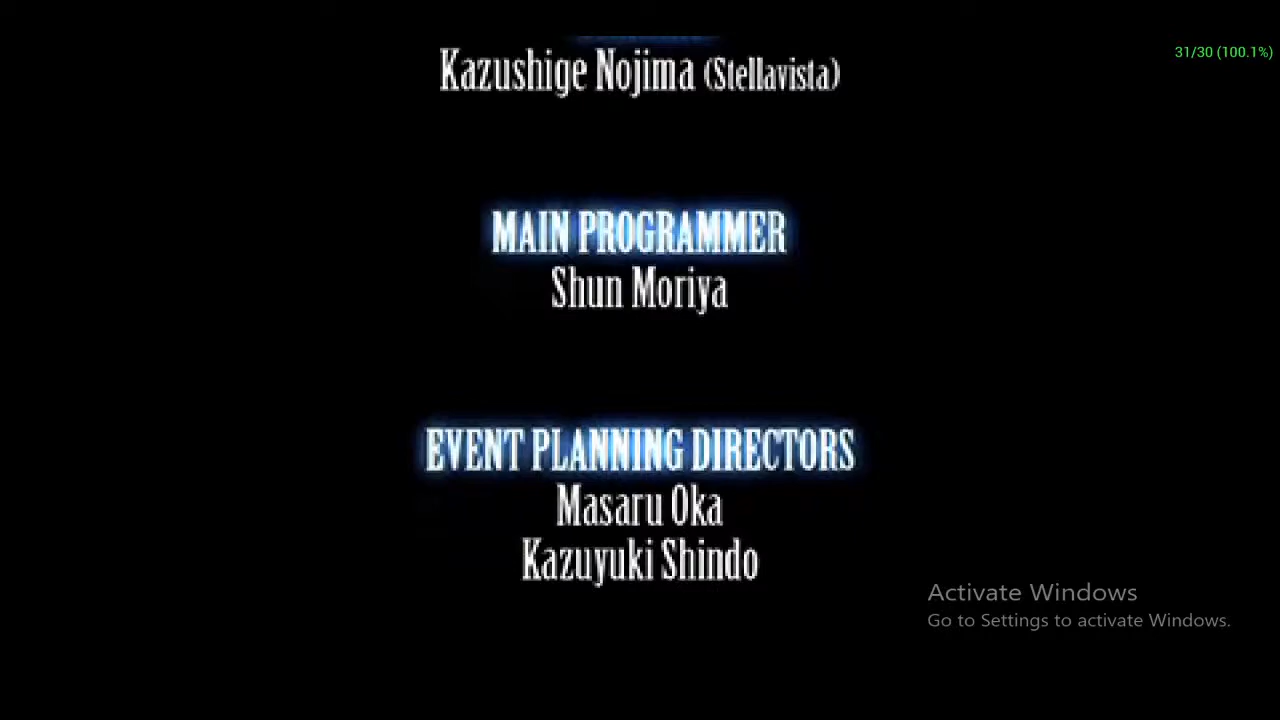 31/30 (100.1%)
Kazushige Nojima (Stellavista)
MAIN PROGRAMMER
Shun Moriya
EVENT PLANNING DIRECTORS
Masaru Oka
Kazuyuki Shindo
Activate Windows
Go to Settings to activate Windows.